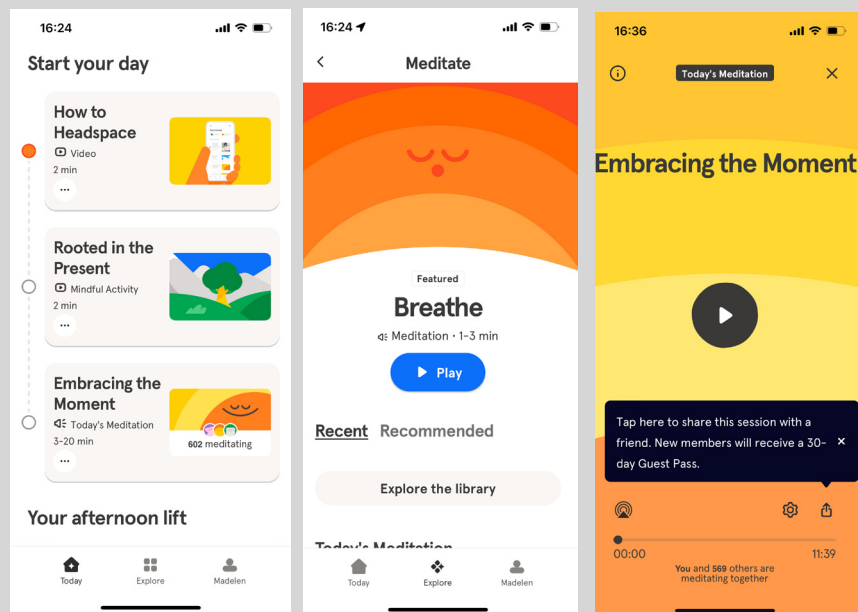 16:24
Start your day
How to
Headspace
Video
2 min
Rooted in the
Present
Mindful Activity
2 min
Embracing the
Moment
Today's Meditation
3-20 min
602 meditating
Your afternoon lift
Today
Explore
Madelen
16:24
Meditate
Featured
Breathe
Meditation · 1-3 min
Play
Recent Recommended
Explore the library
Today's Meditation
Today
Explore
Madelen
16:36
Today's Meditation
Embracing the Moment
Tap here to share this session with a
friend. New members will receive a 30-
day Guest Pass.
00:00
11:39
You and 569 others are
meditating together